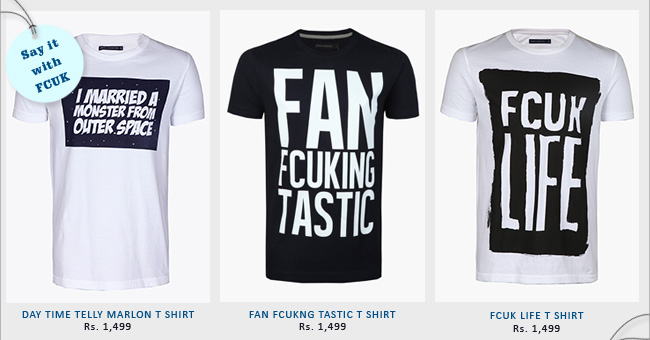 Say it
with
FCUK
I MARRIED A
MONSTER FROM
OUTER SPACE
FAN
FCUKING
TASTIC
FCUK
LIFE
DAY TIME TELLY MARLON T SHIRT
Rs. 1,499
FAN FCUKNG TASTIC T SHIRT
Rs. 1,499
FCUK LIFE T SHIRT
Rs. 1,499